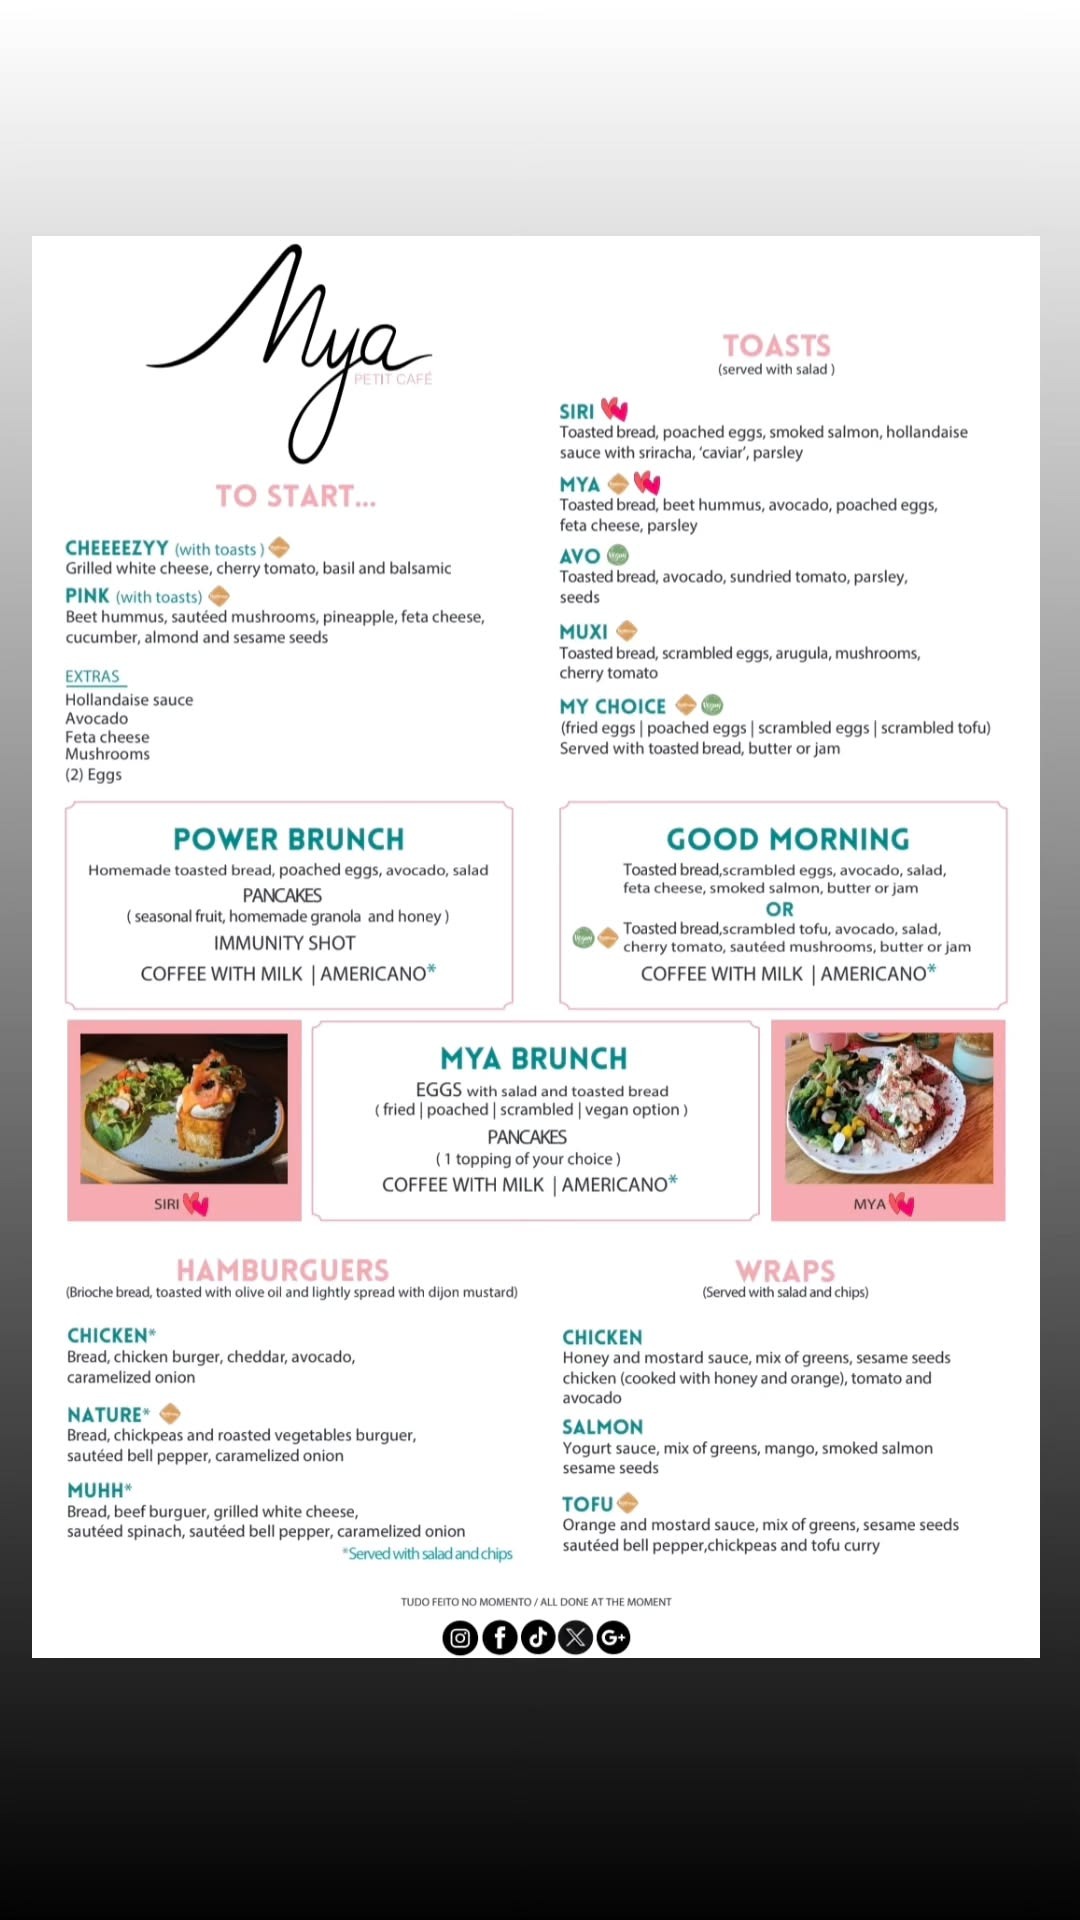 Mya
PETIT CAFÉ
TO START...
CHEEEEZYY (with toasts )
Grilled white cheese, cherry tomato, basil and balsamic
PINK (with toasts)
Beet hummus, sautéed mushrooms, pineapple, feta cheese,
cucumber, almond and sesame seeds
EXTRAS
Hollandaise sauce
Avocado
Feta cheese
Mushrooms
(2) Eggs
TOASTS
(served with salad )
SIRI
Toasted bread, poached eggs, smoked salmon, hollandaise
sauce with sriracha, ‘caviar’, parsley
MYA
Toasted bread, beet hummus, avocado, poached eggs,
feta cheese, parsley
AVO Vegan
Toasted bread, avocado, sundried tomato, parsley,
seeds
MUXI
Toasted bread, scrambled eggs, arugula, mushrooms,
cherry tomato
MY CHOICE Vegan
(fried eggs | poached eggs | scrambled eggs | scrambled tofu)
Served with toasted bread, butter or jam
POWER BRUNCH
Homemade toasted bread, poached eggs, avocado, salad
PANCAKES
( seasonal fruit, homemade granola and honey )
IMMUNITY SHOT
COFFEE WITH MILK | AMERICANO*
GOOD MORNING
Toasted bread,scrambled eggs, avocado, salad,
feta cheese, smoked salmon, butter or jam
OR
Vegan
Toasted bread,scrambled tofu, avocado, salad,
cherry tomato, sautéed mushrooms, butter or jam
COFFEE WITH MILK | AMERICANO*
SIRI
MYA BRUNCH
EGGS with salad and toasted bread
( fried | poached | scrambled | vegan option )
PANCAKES
( 1 topping of your choice )
COFFEE WITH MILK | AMERICANO*
MYA
HAMBURGUERS
(Brioche bread, toasted with olive oil and lightly spread with dijon mustard)
CHICKEN*
Bread, chicken burger, cheddar, avocado,
caramelized onion
NATURE*
Bread, chickpeas and roasted vegetables burguer,
sautéed bell pepper, caramelized onion
MUHH*
Bread, beef burguer, grilled white cheese,
sautéed spinach, sautéed bell pepper, caramelized onion
*Served with salad and chips
WRAPS
(Served with salad and chips)
CHICKEN
Honey and mostard sauce, mix of greens, sesame seeds
chicken (cooked with honey and orange), tomato and
avocado
SALMON
Yogurt sauce, mix of greens, mango, smoked salmon
sesame seeds
TOFU
Orange and mostard sauce, mix of greens, sesame seeds
sautéed bell pepper,chickpeas and tofu curry
TUDO FEITO NO MOMENTO / ALL DONE AT THE MOMENT